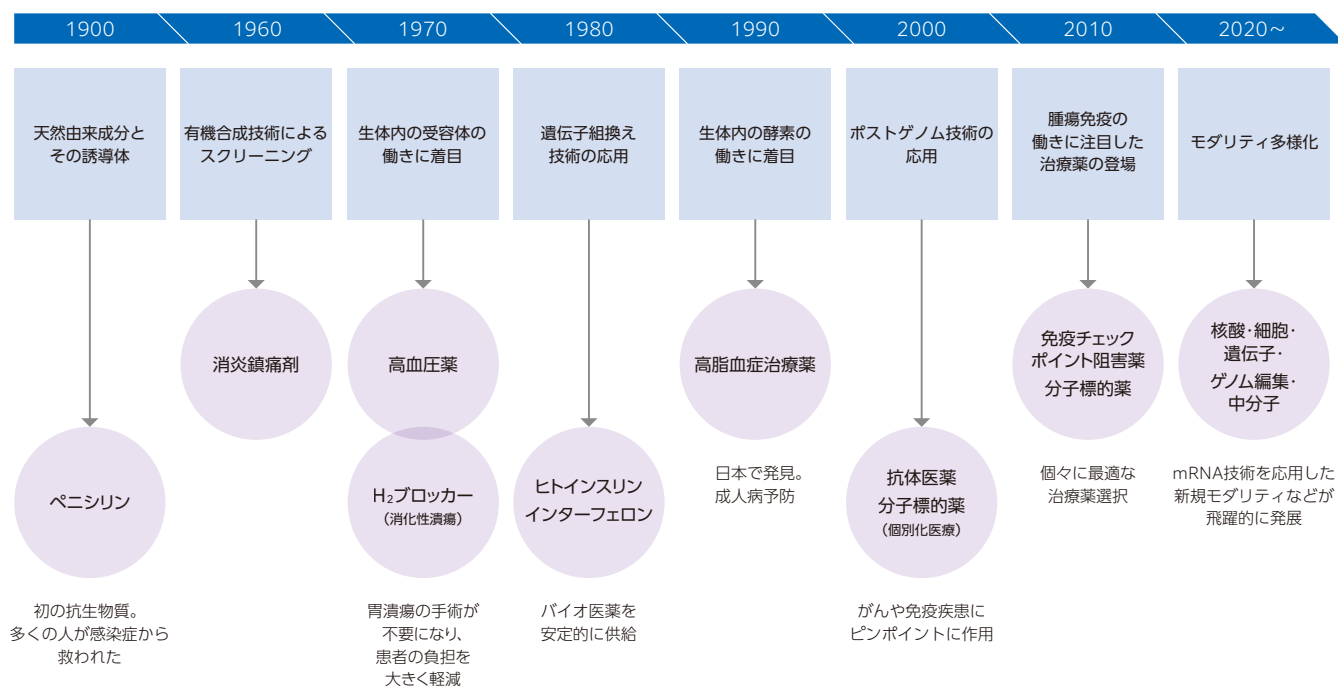 1900
1960
1970
1980
1990
2000
2010
2020～
天然由来成分と
その誘導体
有機合成技術による
スクリーニング
生体内の受容体の
働きに着目
遺伝子組換え
技術の応用
生体内の酵素の
働きに着目
ポストゲノム技術の
応用
腫瘍免疫の
働きに注目した
治療薬の登場
モダリティ多様化
ペニシリン
初の抗生物質。
多くの人が感染症から
救われた
消炎鎮痛剤
高血圧薬
H₂ブロッカー
（消化性潰瘍）
胃潰瘍の手術が
不要になり、
患者の負担を
大きく軽減
ヒトインスリン
インターフェロン
バイオ医薬を
安定的に供給
高脂血症治療薬
日本で発見。
成人病予防
抗体医薬
分子標的薬
（個別化医療）
がんや免疫疾患に
ピンポイントに作用
免疫チェック
ポイント阻害薬
分子標的薬
個々に最適な
治療薬選択
核酸・細胞・
遺伝子・
ゲノム編集・
中分子
mRNA技術を応用した
新規モダリティなどが
飛躍的に発展